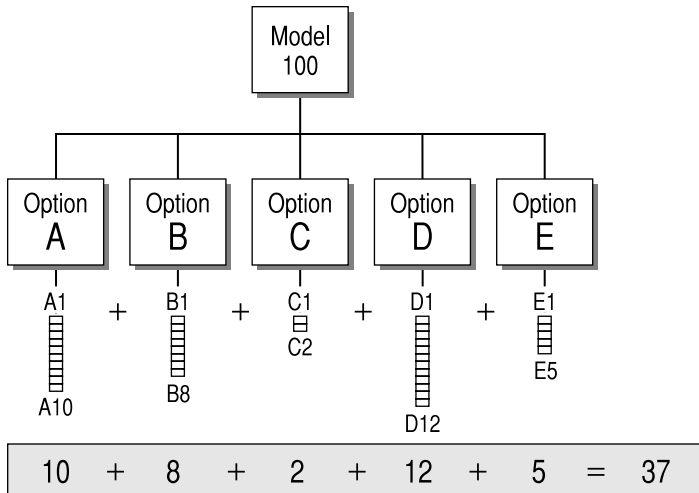 Model
100
Option Option Option Option Option
A B C D E
A1 + B1 + C1 + D1 + E1
C2
E5
B8
A10
D12
10 + 8 + 2 + 12 + 5 = 37